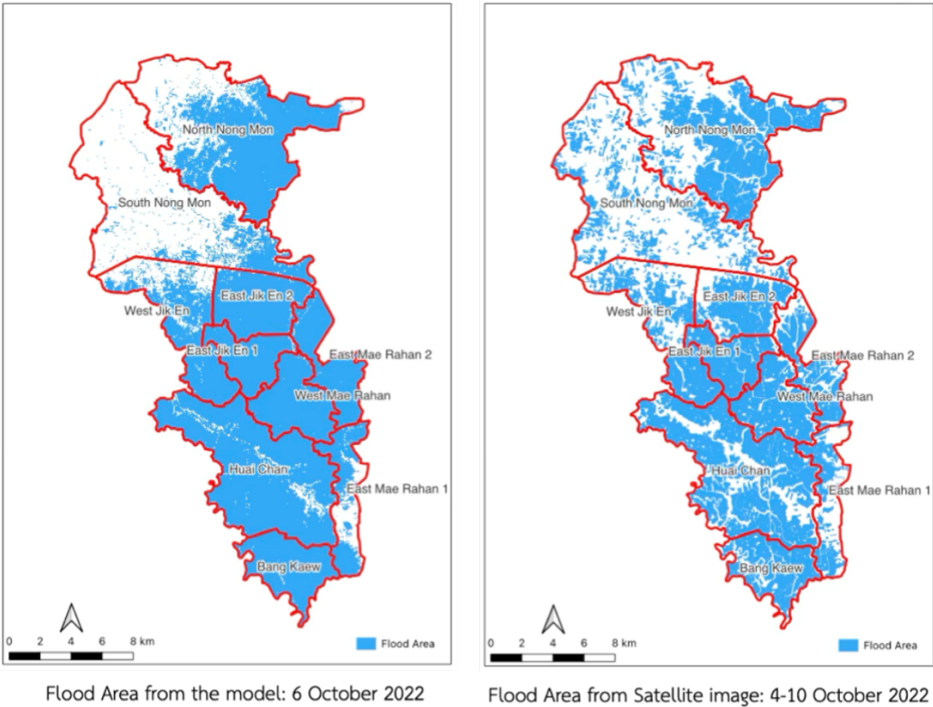 North Nong Mon
South Nong Mon
East Jik En 2
West Jik En
East Jik En 1
East Mae Rahan 2
West Mae Rahan
Huai Chan
East Mae Rahan 1
Bang Kaew
0 2 4 6 8 km
Flood Area
Flood Area from the model: 6 October 2022
North Nong Mon
South Nong Mon
East Jik En 2
West Jik En
East Jik En 1
East Mae Rahan 2
West Mae Rahan
Huai Chan
East Mae Rahan 1
Bang Kaew
0 2 4 6 8 km
Flood Area
Flood Area from Satellite image: 4-10 October 2022